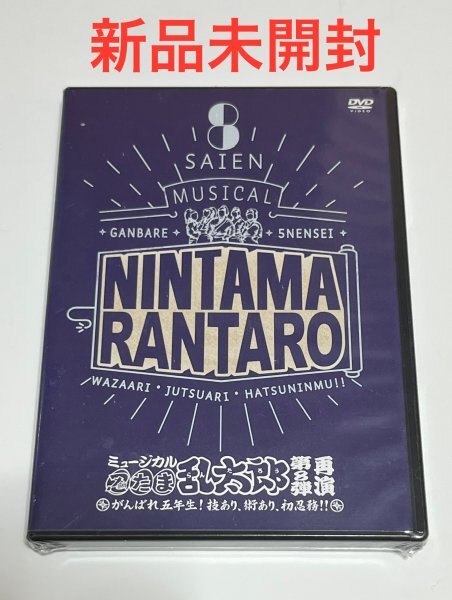 新品未開封
DVD
VIDEO
8
SAIEN
MUSICAL
GANBARE + 5NENSEI
NINTAMA
RANTARO
WAZAARI・JUTSUARI・HATSUNINMU!!
ミュージカル
忍たま乱太郎
第8弾
再演
がんばれ五年生!技あり、術あり、初忍務!!